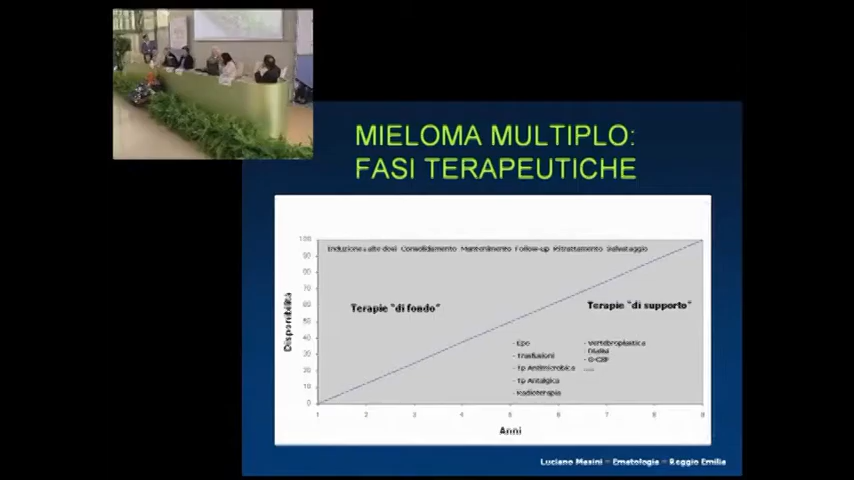 MIELOMA MULTIPLO:
FASI TERAPEUTICHE
Induzione ± alte dosi Consolidamento Mantenimento Follow-up Ritrattamento Salvataggio
Disponibilità
100
90
80
70
60
50
40
30
20
10
0
Terapie “di fondo”
Terapie “di supporto”
- Epo
- Trasfusioni
- Tp Antimicrobica
- Tp Antalgica
- Radioterapia
- Vertebroplastica
- Dialisi
- G-CSF
1 2 3 4 5 6 7 8 9
Anni
Luciano Masini – Ematologia – Reggio Emilia